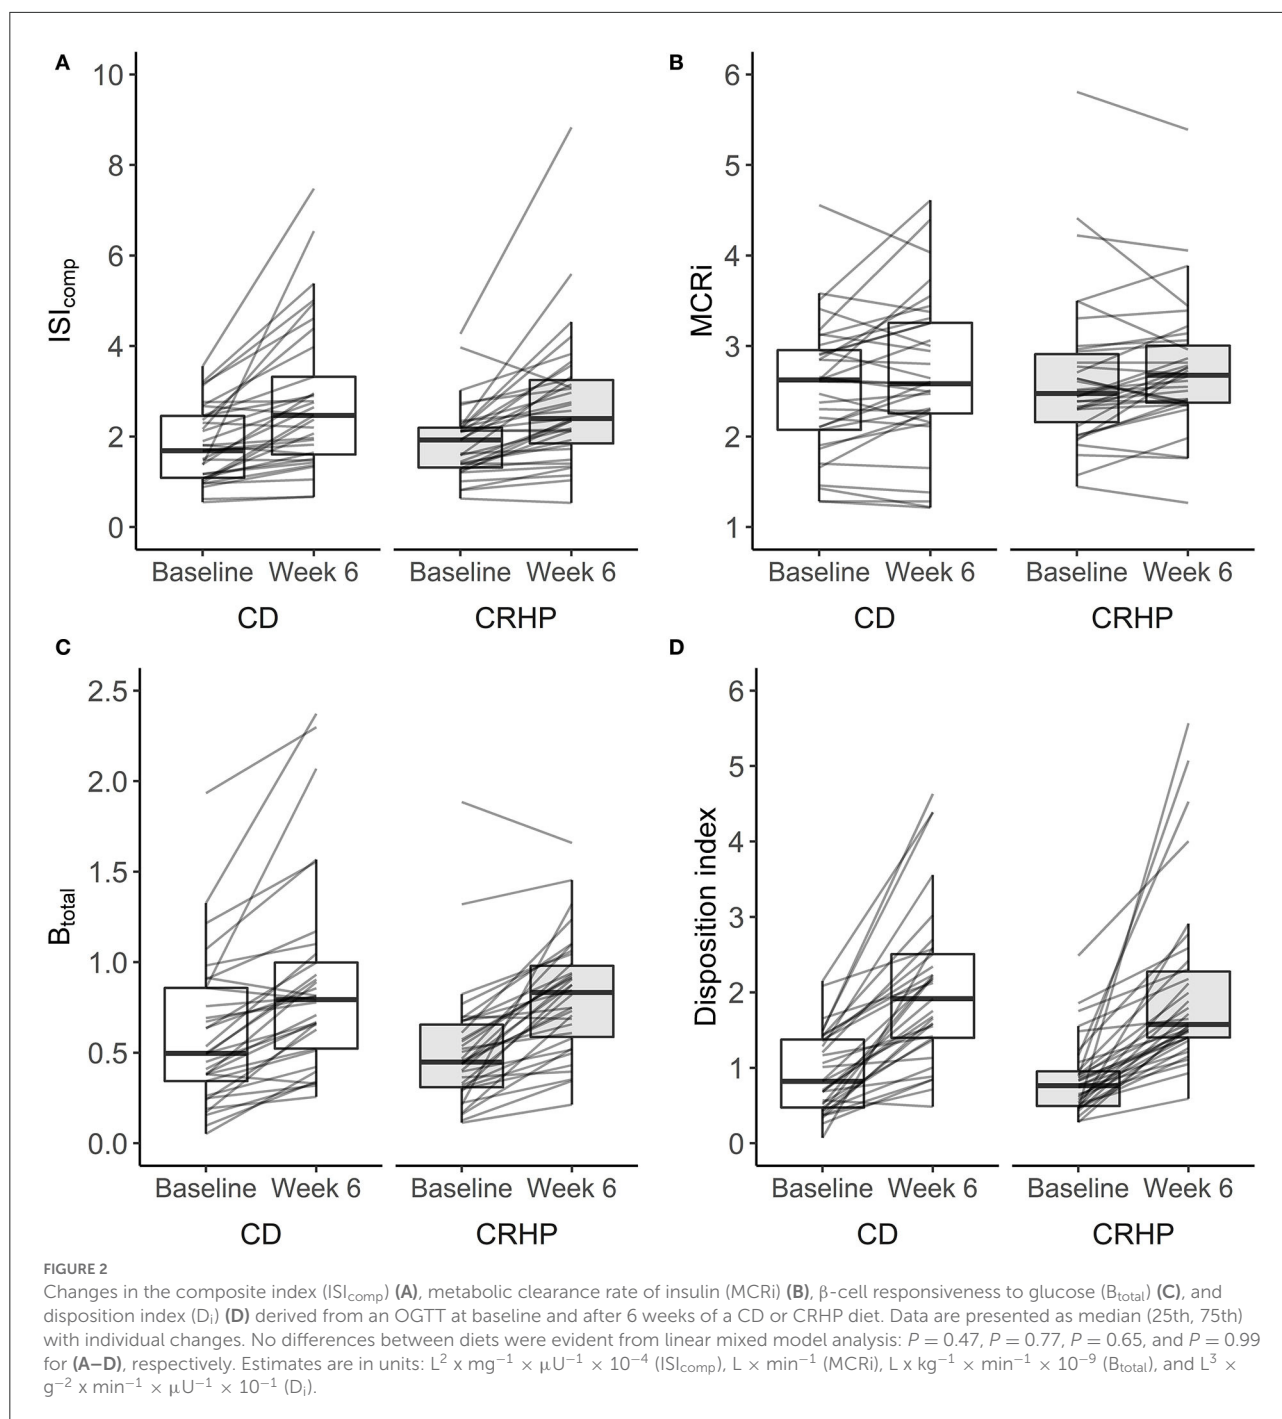 A
B
10
8
6
4
2
0
ISIcomp
Baseline Week 6
Baseline Week 6
CD
CRHP
6
5
4
3
2
1
MCRi
Baseline Week 6
Baseline Week 6
CD
CRHP
C
D
2.5
2.0
1.5
1.0
0.5
0.0
Btotal
Baseline Week 6
Baseline Week 6
CD
CRHP
6
5
4
3
2
1
0
Disposition index
Baseline Week 6
Baseline Week 6
CD
CRHP
FIGURE 2
Changes in the composite index (ISIcomp) (A), metabolic clearance rate of insulin (MCRi) (B), β-cell responsiveness to glucose (Btotal) (C), and
disposition index (Di) (D) derived from an OGTT at baseline and after 6 weeks of a CD or CRHP diet. Data are presented as median (25th, 75th)
with individual changes. No differences between diets were evident from linear mixed model analysis: P = 0.47, P = 0.77, P = 0.65, and P = 0.99
for (A–D), respectively. Estimates are in units: L² x mg⁻¹ × μU⁻¹ × 10⁻⁴ (ISIcomp), L × min⁻¹ (MCRi), L x kg⁻¹ × min⁻¹ × 10⁻⁹ (Btotal), and L³ ×
g⁻² x min⁻¹ × μU⁻¹ × 10⁻¹ (Di).